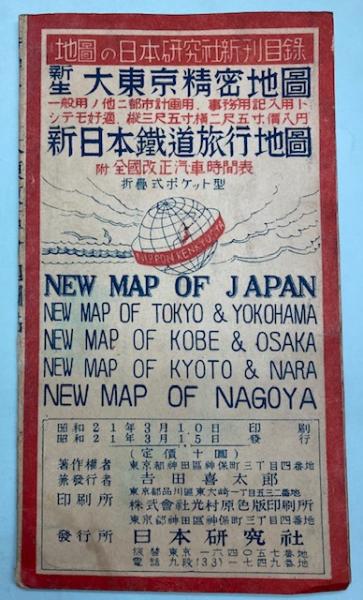 地圖の日本硏究社新刊目錄
新生 大東京精密地圖
一般用ノ他ニ都市計畫用、事務用記入用ト
シテモ好適、縱三尺五寸橫二尺五寸、價八円
新日本鐵道旅行地圖
附 全國改正汽車時間表
折疊式ポケット型
NIPPON KENKYUSYA
NEW MAP OF JAPAN
NEW MAP OF TOKYO & YOKOHAMA
NEW MAP OF KOBE & OSAKA
NEW MAP OF KYOTO & NARA
NEW MAP OF NAGOYA
昭和21年3月10日 印刷
昭和21年3月15日 發行
(定價十圓)
東京都神田區神保町三丁目四番地
著作權者
兼發行者 吉田喜太郎
東京都品川區東大崎一丁目五三二番地
印刷所 株式會社光村原色版印刷所
東京都神田區神保町三丁目四番地
發行所 日本硏究社
振替 東京 一六四〇五七番地
電話 九段(33)一七四九番